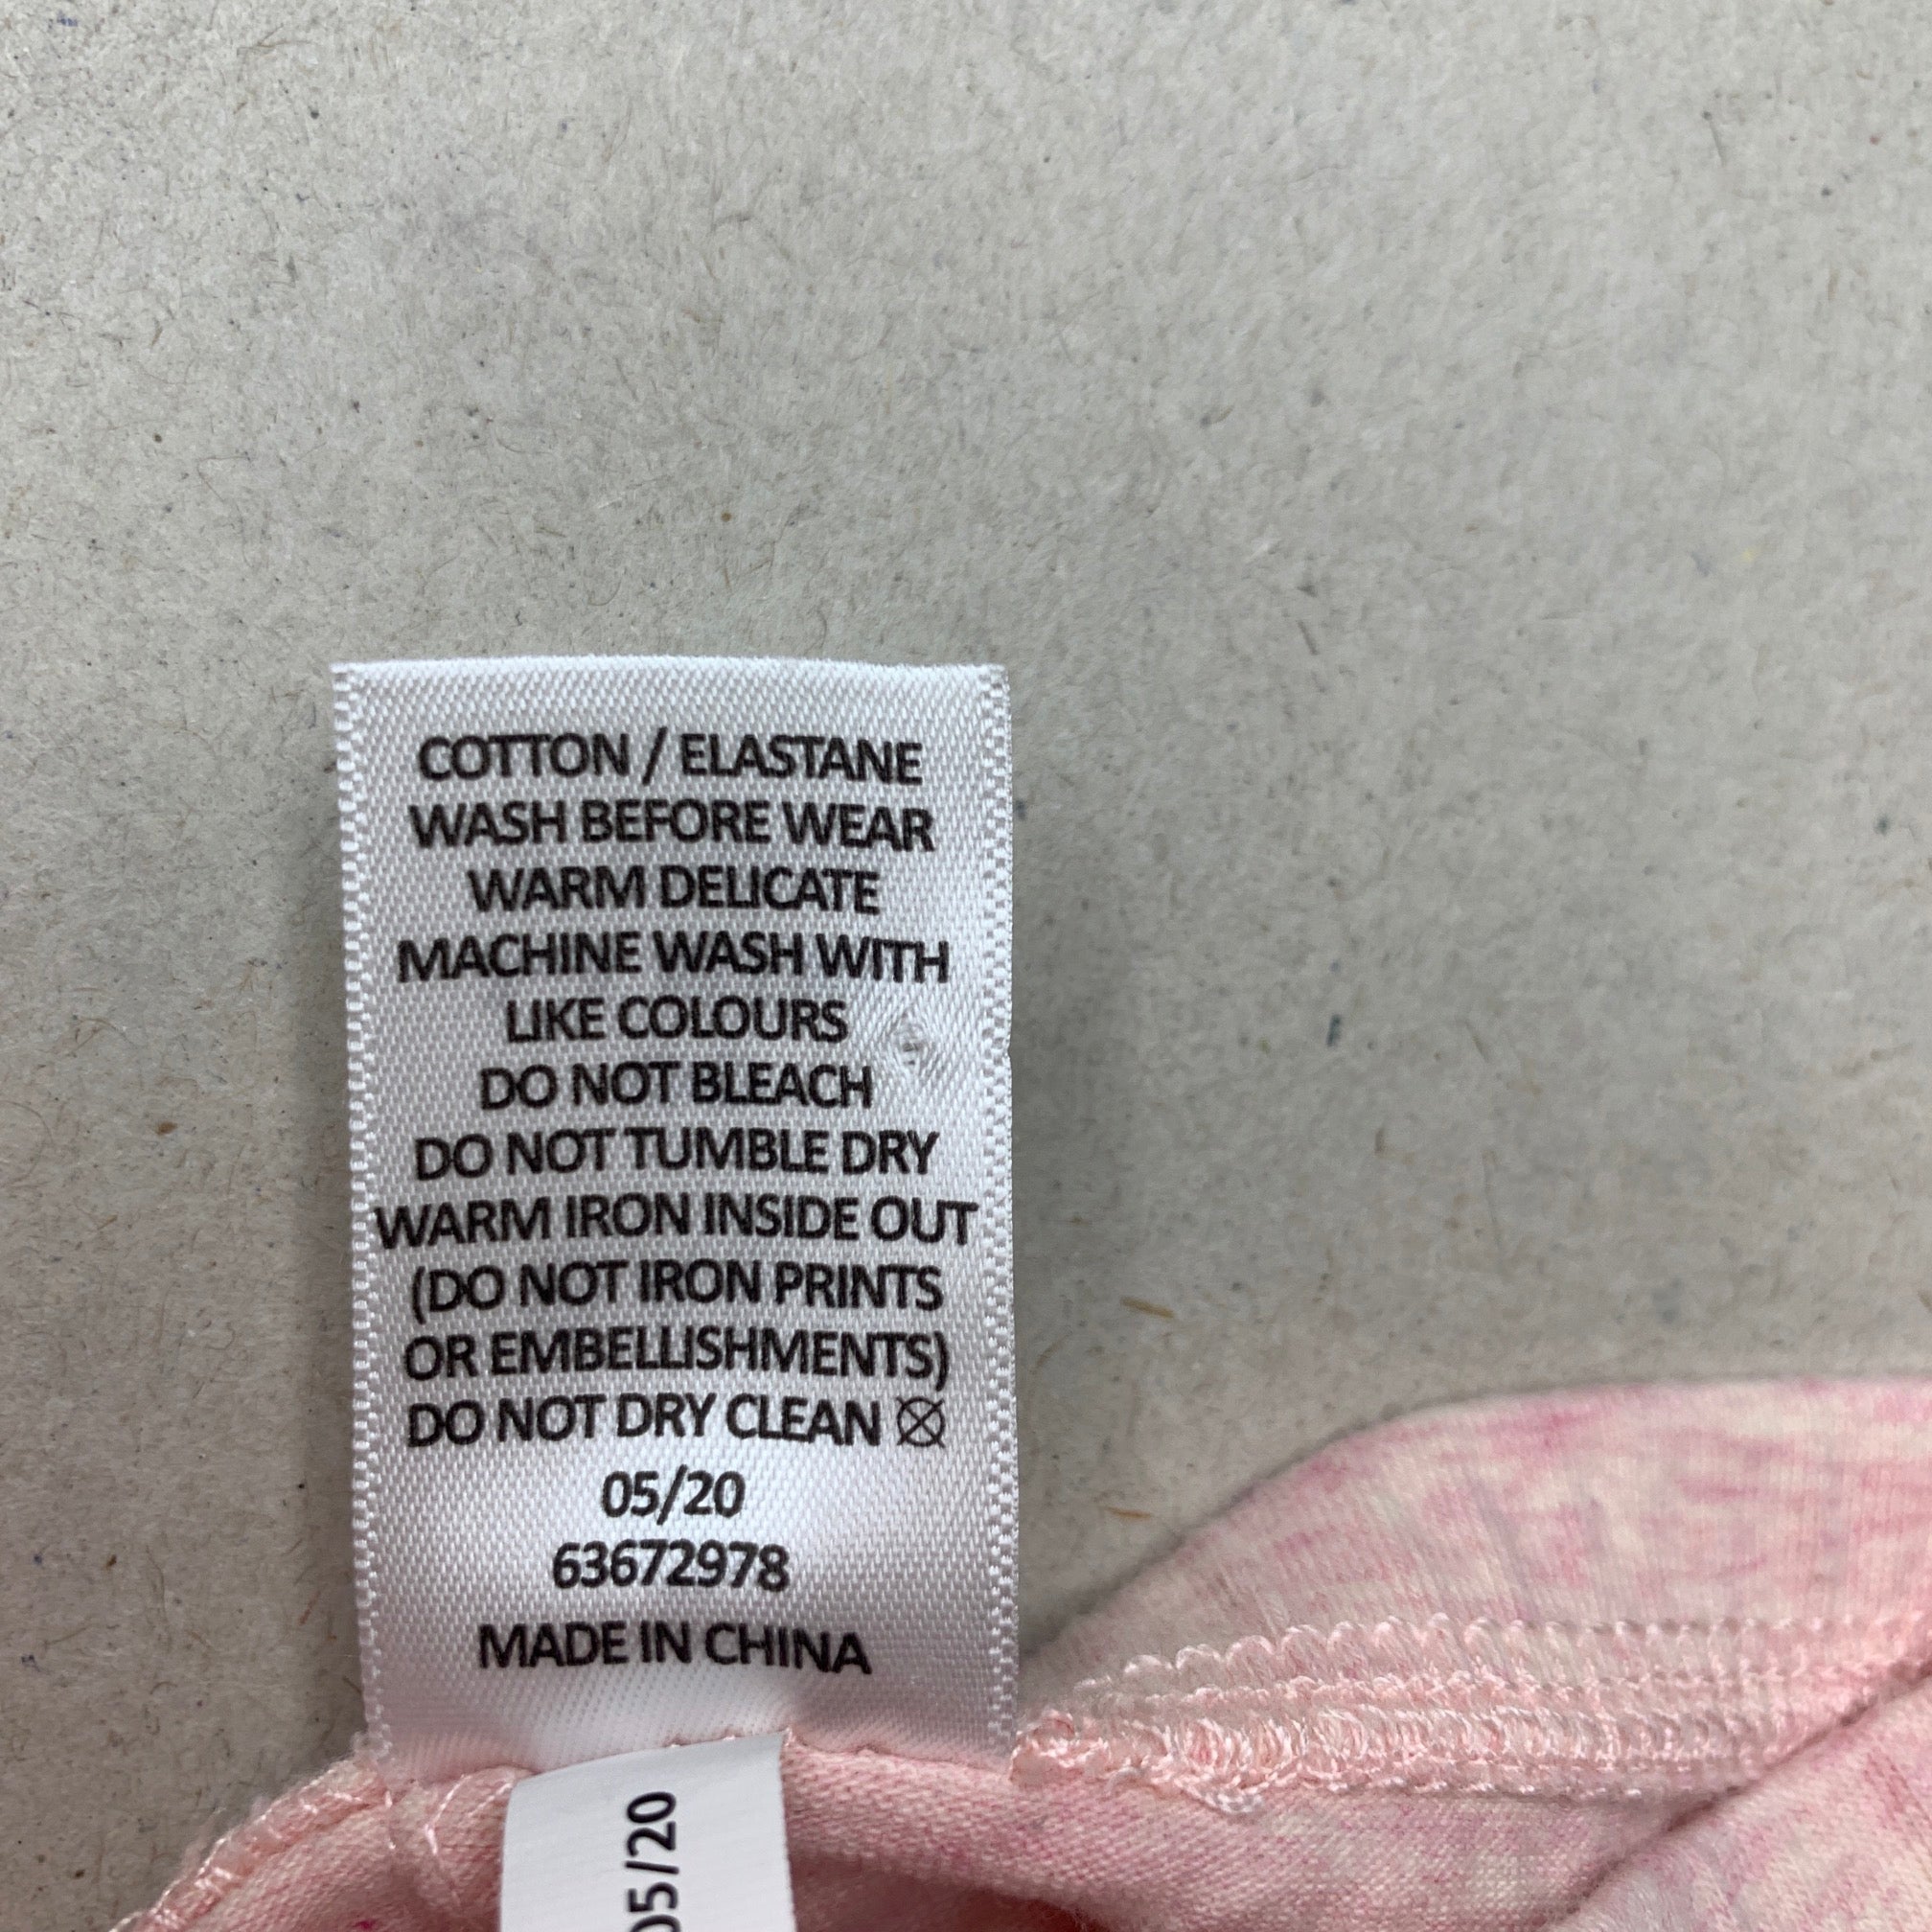 COTTON / ELASTANE
WASH BEFORE WEAR
WARM DELICATE
MACHINE WASH WITH
LIKE COLOURS
DO NOT BLEACH
DO NOT TUMBLE DRY
WARM IRON INSIDE OUT
(DO NOT IRON PRINTS
OR EMBELLISHMENTS)
DO NOT DRY CLEAN
05/20
63672978
MADE IN CHINA
05/20